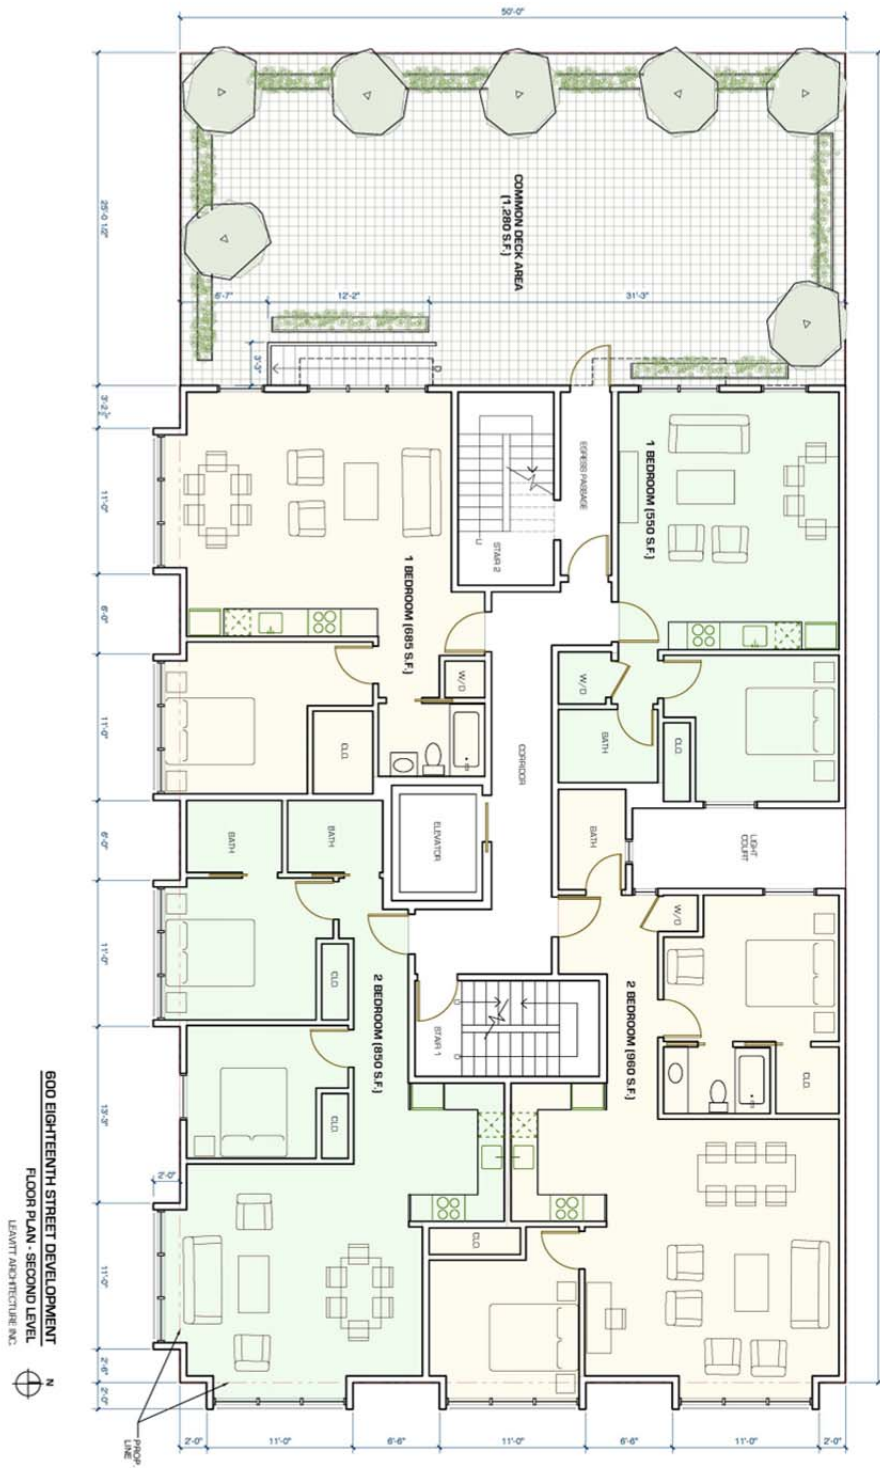 50'-0"
25'-0 1/2"
COMMON DECK AREA
(1,280 S.F.)
6'-7"
12'-2"
31'-3"
3'-3"
D
3'-2 1/2"
11'-0"
6'-0"
11'-0"
6'-0"
11'-0"
13'-3"
2'-0"
11'-0"
2'-6"
2'-0"
EGRESS PASSAGE
STAIR 2
U
1 BEDROOM (550 S.F.)
1 BEDROOM (685 S.F.)
W/D
W/D
BATH
CLO.
CLO.
CORRIDOR
ELEVATOR
BATH
LIGHT
COURT
BATH
BATH
W/D
CLO.
CLO.
2 BEDROOM (850 S.F.)
D
STAIR 1
U
2 BEDROOM (960 S.F.)
CLO.
CLO.
PROP.
LINE
2'-0"
11'-0"
6'-6"
11'-0"
6'-6"
11'-0"
2'-0"
600 EIGHTEENTH STREET DEVELOPMENT
FLOOR PLAN - SECOND LEVEL
LEAVITT ARCHITECTURE INC.
N